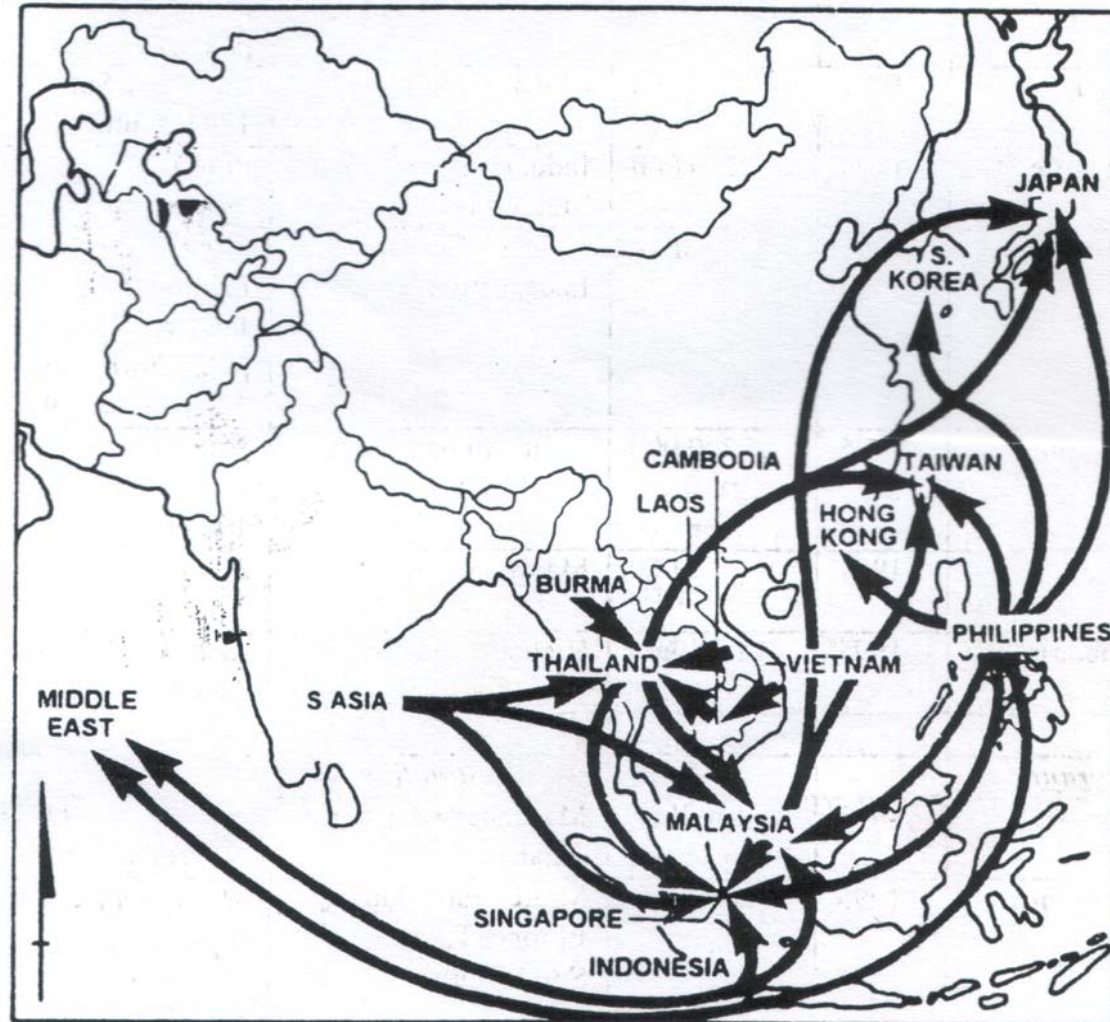 JAPAN
S.
KOREA
CAMBODIA
TAIWAN
LAOS
HONG
KONG
BURMA
PHILIPPINES
THAILAND
VIETNAM
MIDDLE
EAST
S ASIA
MALAYSIA
SINGAPORE
INDONESIA